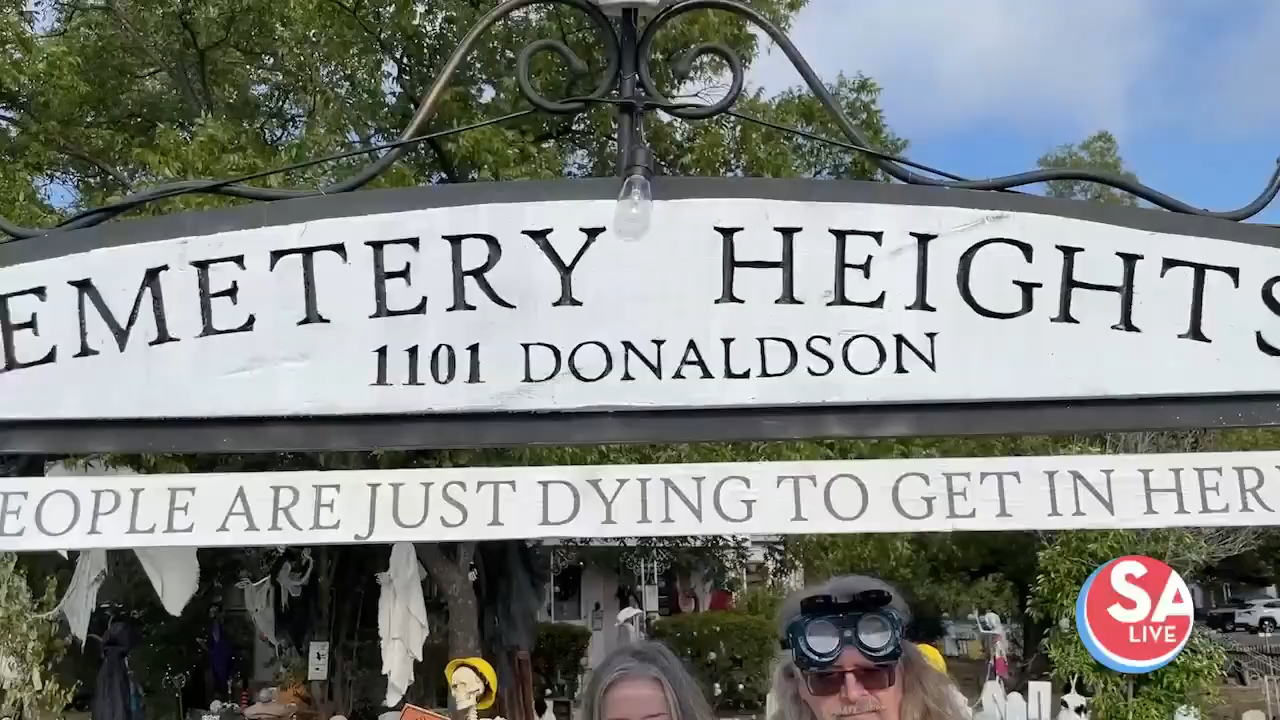 EMETERY HEIGHTS
1101 DONALDSON
EOPLE ARE JUST DYING TO GET IN HER
SA
LIVE